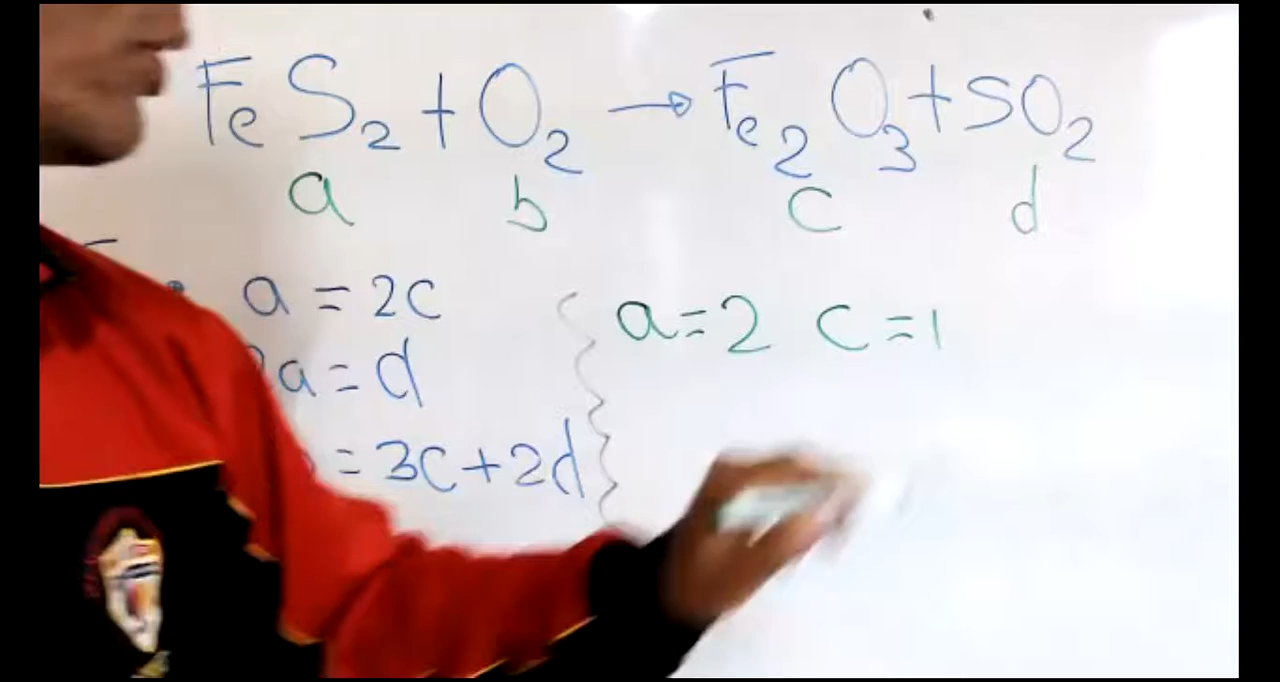 FeS2 + O2 → Fe2O3 + SO2
a b c d
a = 2c
a = d
= 3c + 2d
a = 2 c = 1